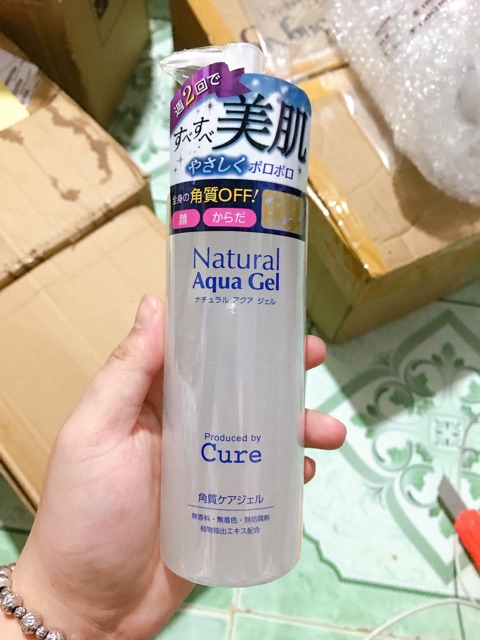 週2回で
すべすべ
美肌
やさしくポロポロ
全身の角質OFF!
顔 からだ
Natural
Aqua Gel
ナチュラル アクア ジェル
Produced by
Cure
角質ケアジェル
無香料・無着色・無防腐剤
植物抽出エキス配合